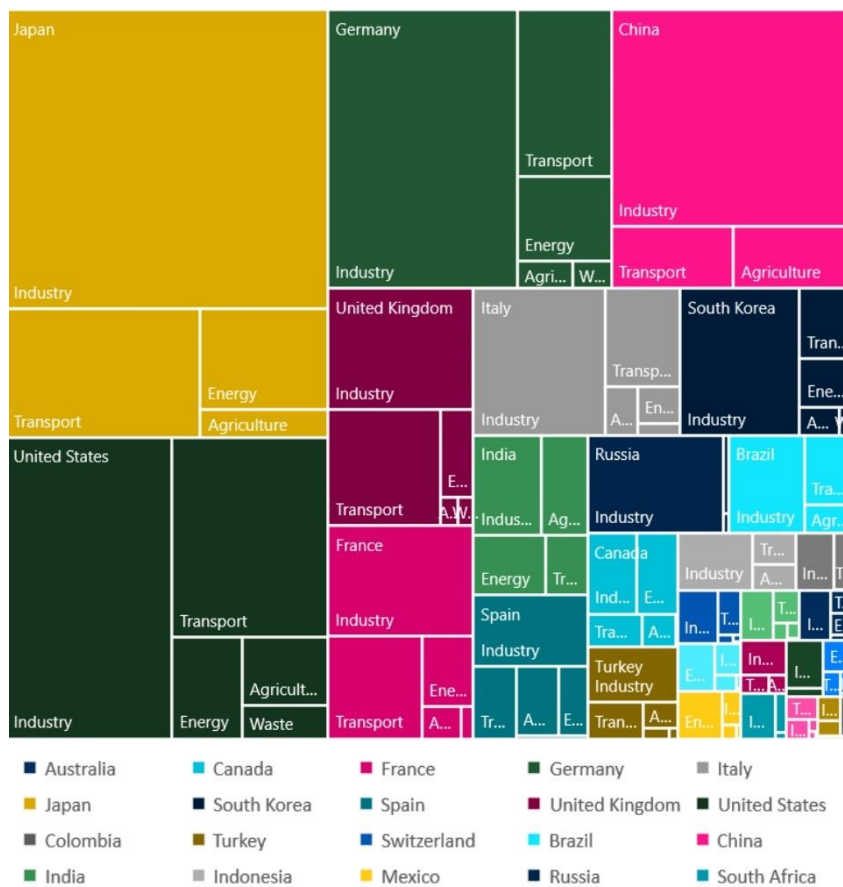 Japan
Industry
Transport
Energy
Agriculture
United States
Industry
Transport
Energy
Agricult...
Waste
Germany
Industry
Transport
Energy
Agri...
W...
China
Industry
Transport
Agriculture
United Kingdom
Industry
Transport
E...
A...
W...
France
Industry
Transport
Ene...
A...
Italy
Industry
Transp...
A...
En...
South Korea
Industry
Tran...
Ene...
A...
India
Indus...
Ag...
Energy
Tr...
Spain
Industry
Tr...
A...
E...
Russia
Industry
Brazil
Industry
Tra...
Agr...
Canada
Ind...
E...
Tra...
A...
Turkey
Industry
Tran...
A...
Industry
Tr...
A...
In...
In...
T...
I...
T...
I...
E...
I...
In...
T...
A...
I...
E...
T...
En...
I...
I...
T...
I...
I...
Australia Canada France Germany Italy
Japan South Korea Spain United Kingdom United States
Colombia Turkey Switzerland Brazil China
India Indonesia Mexico Russia South Africa